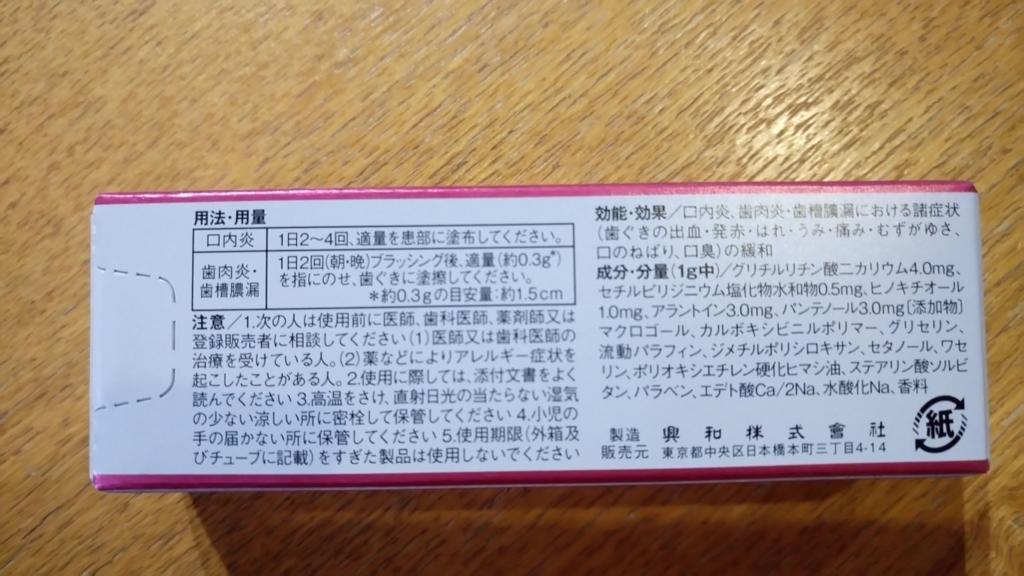 用法・用量
口内炎 1日2〜4回、適量を患部に塗布してください。
歯肉炎・歯槽膿漏 1日2回(朝・晩)ブラッシング後、適量(約0.3g*)
を指にのせ、歯ぐきに塗擦してください。
*約0.3gの目安量:約1.5cm
注意/1.次の人は使用前に医師、歯科医師、薬剤師又は
登録販売者に相談してください(1)医師又は歯科医師の
治療を受けている人。(2)薬などによりアレルギー症状を
起こしたことがある人。2.使用に際しては、添付文書をよく
読んでください 3.高温をさけ、直射日光の当たらない湿気
の少ない涼しい所に密栓して保管してください 4.小児の
手の届かない所に保管してください 5.使用期限(外箱及
びチューブに記載)をすぎた製品は使用しないでください
効能・効果/口内炎、歯肉炎・歯槽膿漏における諸症状
(歯ぐきの出血・発赤・はれ・うみ・痛み・むずがゆさ、
口のねばり、口臭)の緩和
成分・分量(1g中)/グリチルリチン酸二カリウム4.0mg、
セチルピリジニウム塩化物水和物0.5mg、ヒノキチオール
1.0mg、アラントイン3.0mg、パンテノール3.0mg〔添加物〕
マクロゴール、カルボキシビニルポリマー、グリセリン、
流動パラフィン、ジメチルポリシロキサン、セタノール、ワセ
リン、ポリオキシエチレン硬化ヒマシ油、ステアリン酸ソルビ
タン、パラベン、エデト酸Ca/2Na、水酸化Na、香料
製造販売元 興和株式会社
東京都中央区日本橋本町三丁目4-14
紙